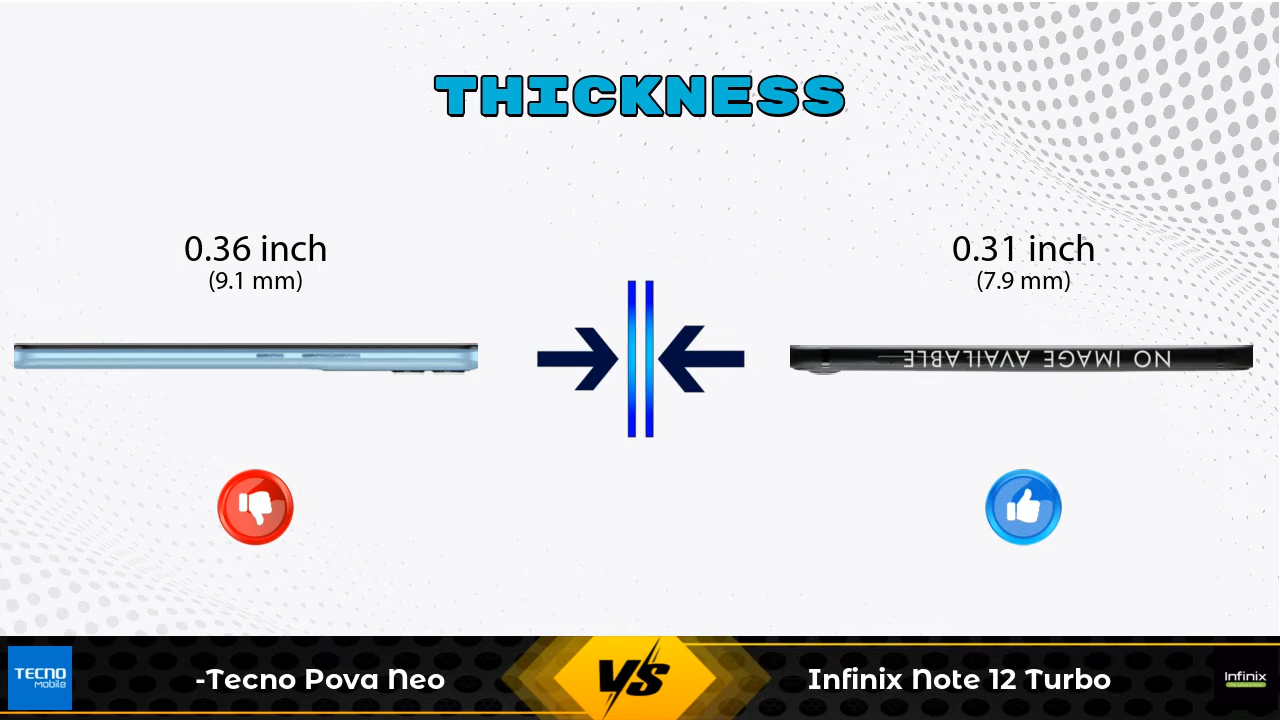 THICKNESS
0.36 inch
(9.1 mm)
0.31 inch
(7.9 mm)
NO IMAGE AVAILABLE
TECNO
Mobile
-Tecno Pova Neo
VS
Infinix Note 12 Turbo
Infinix